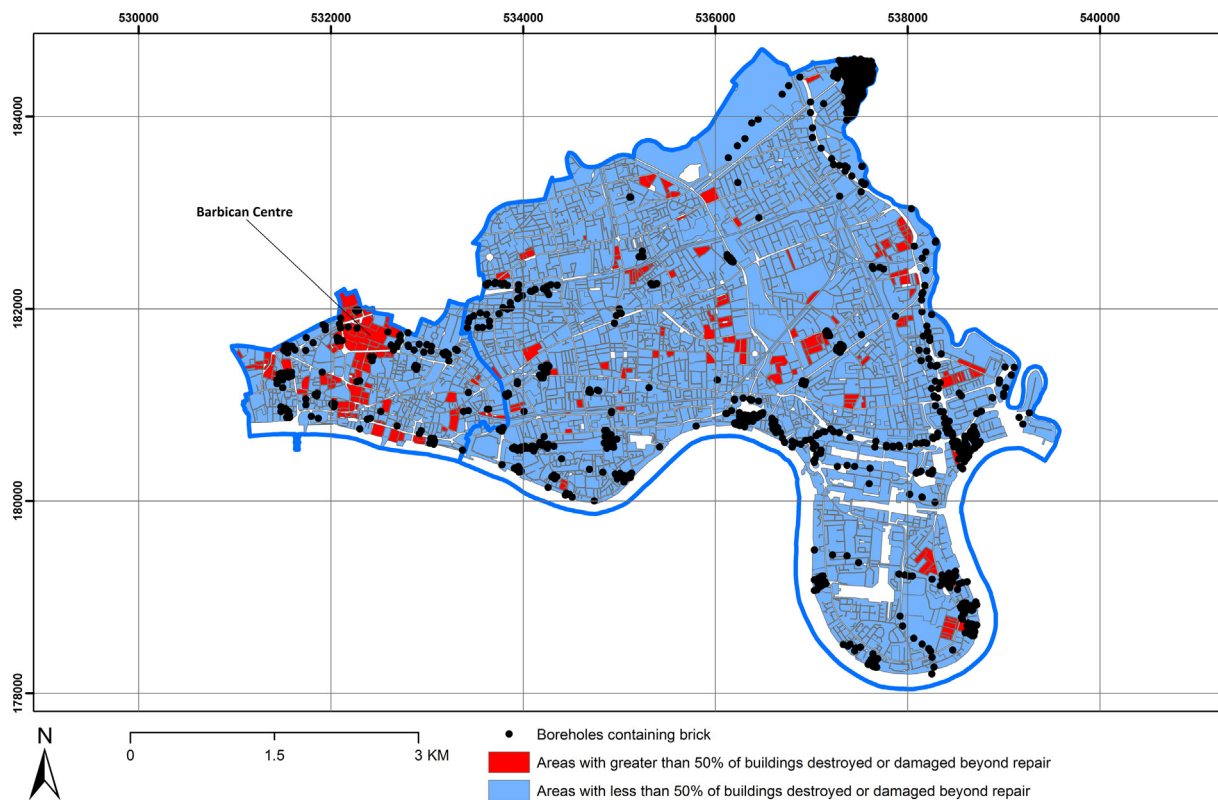 530000 532000 534000 536000 538000 540000
184000
182000
180000
178000
Barbican Centre
N
0 1.5 3 KM
Boreholes containing brick
Areas with greater than 50% of buildings destroyed or damaged beyond repair
Areas with less than 50% of buildings destroyed or damaged beyond repair